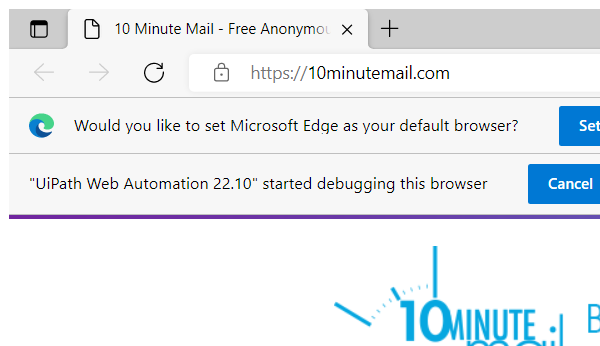 10 Minute Mail - Free Anonymou
https://10minutemail.com
Would you like to set Microsoft Edge as your default browser?
Set
"UiPath Web Automation 22.10" started debugging this browser
Cancel
10MINUTE
mail
B